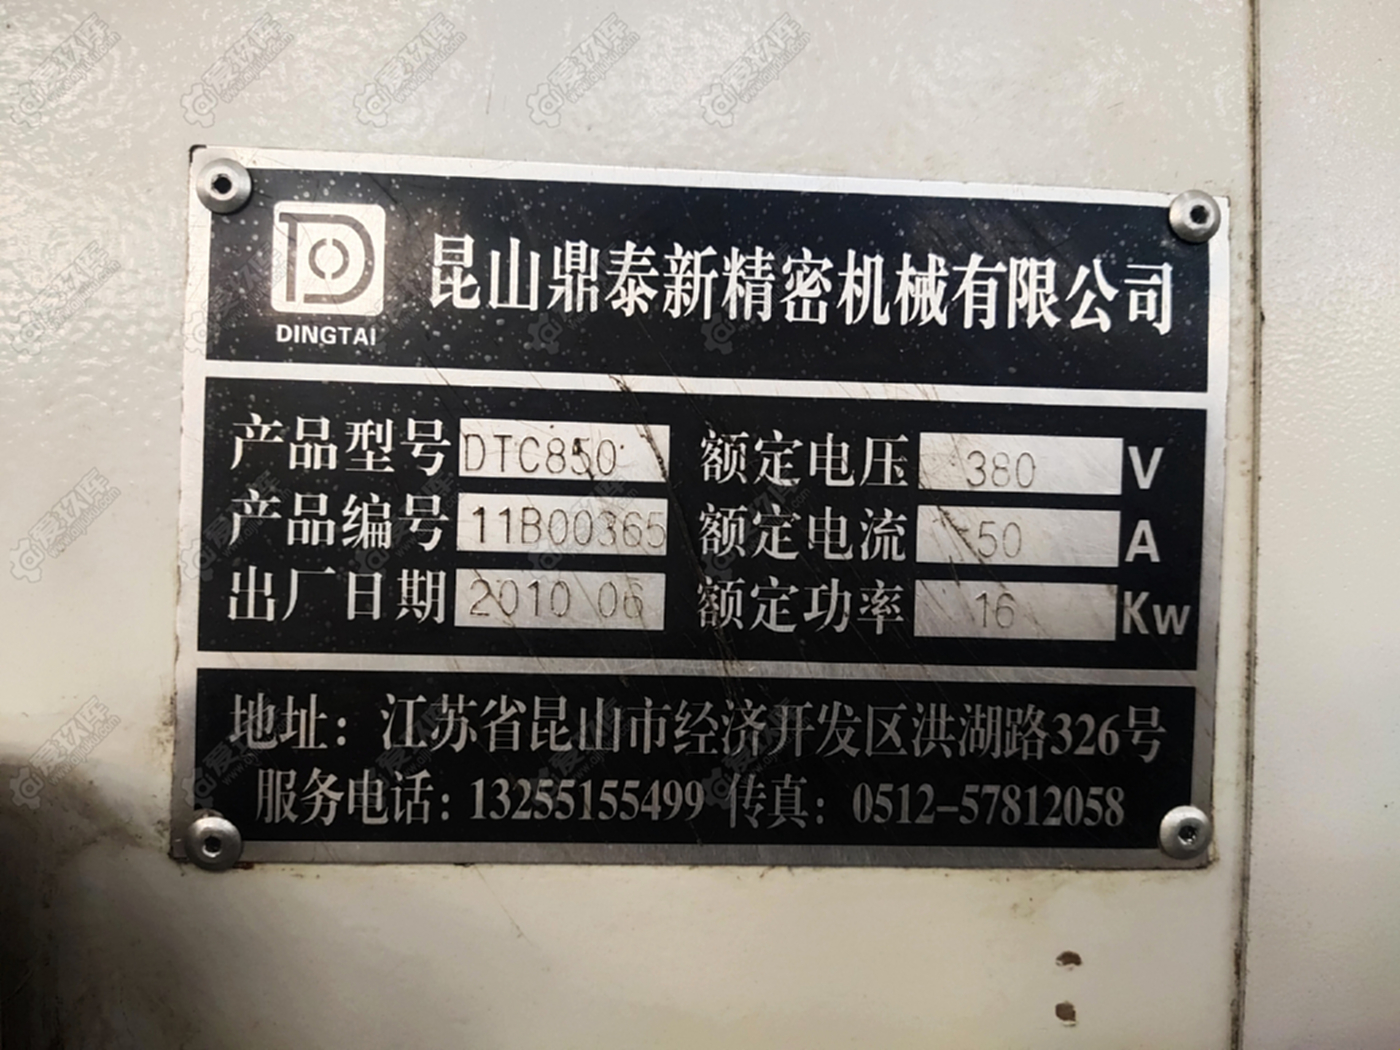 昆山鼎泰新精密机械有限公司
DINGTAI
产品型号 DTC850 额定电压 380 V
产品编号 11B00365 额定电流 50 A
出厂日期 2010 06 额定功率 16 Kw
地址：江苏省昆山市经济开发区洪湖路326号
服务电话：13255155499 传真：0512-57812058